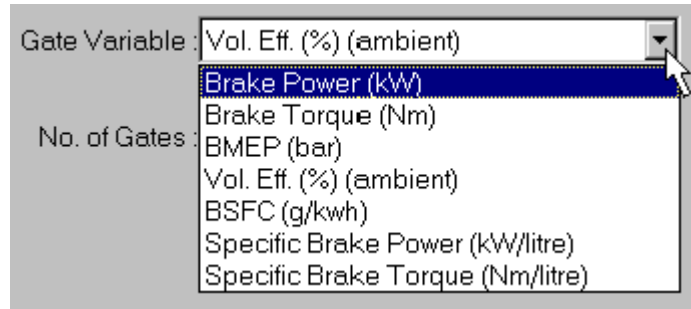 Gate Variable : Vol. Eff. (%) (ambient)
Brake Power (kW)
Brake Torque (Nm)
No. of Gates : BMEP (bar)
Vol. Eff. (%) (ambient)
BSFC (g/kwh)
Specific Brake Power (kW/litre)
Specific Brake Torque (Nm/litre)